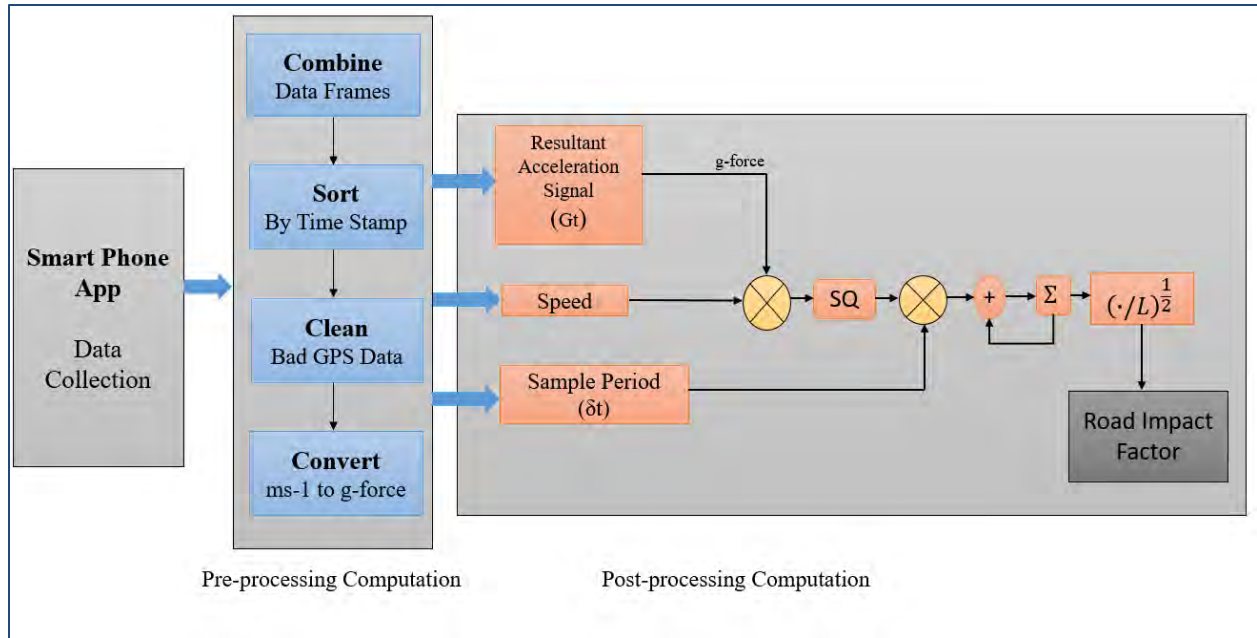 Smart Phone
App
Data
Collection
Combine
Data Frames
Sort
By Time Stamp
Clean
Bad GPS Data
Convert
ms-1 to g-force
Pre-processing Computation
Resultant
Acceleration
Signal
(Gt)
g-force
Speed
Sample Period
(δt)
SQ
+
Σ
(·/L)^{1/2}
Road Impact
Factor
Post-processing Computation